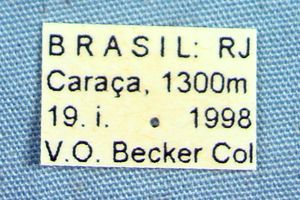 BRASIL: RJ
Caraça, 1300m
19. i. 1998
V.O. Becker Col